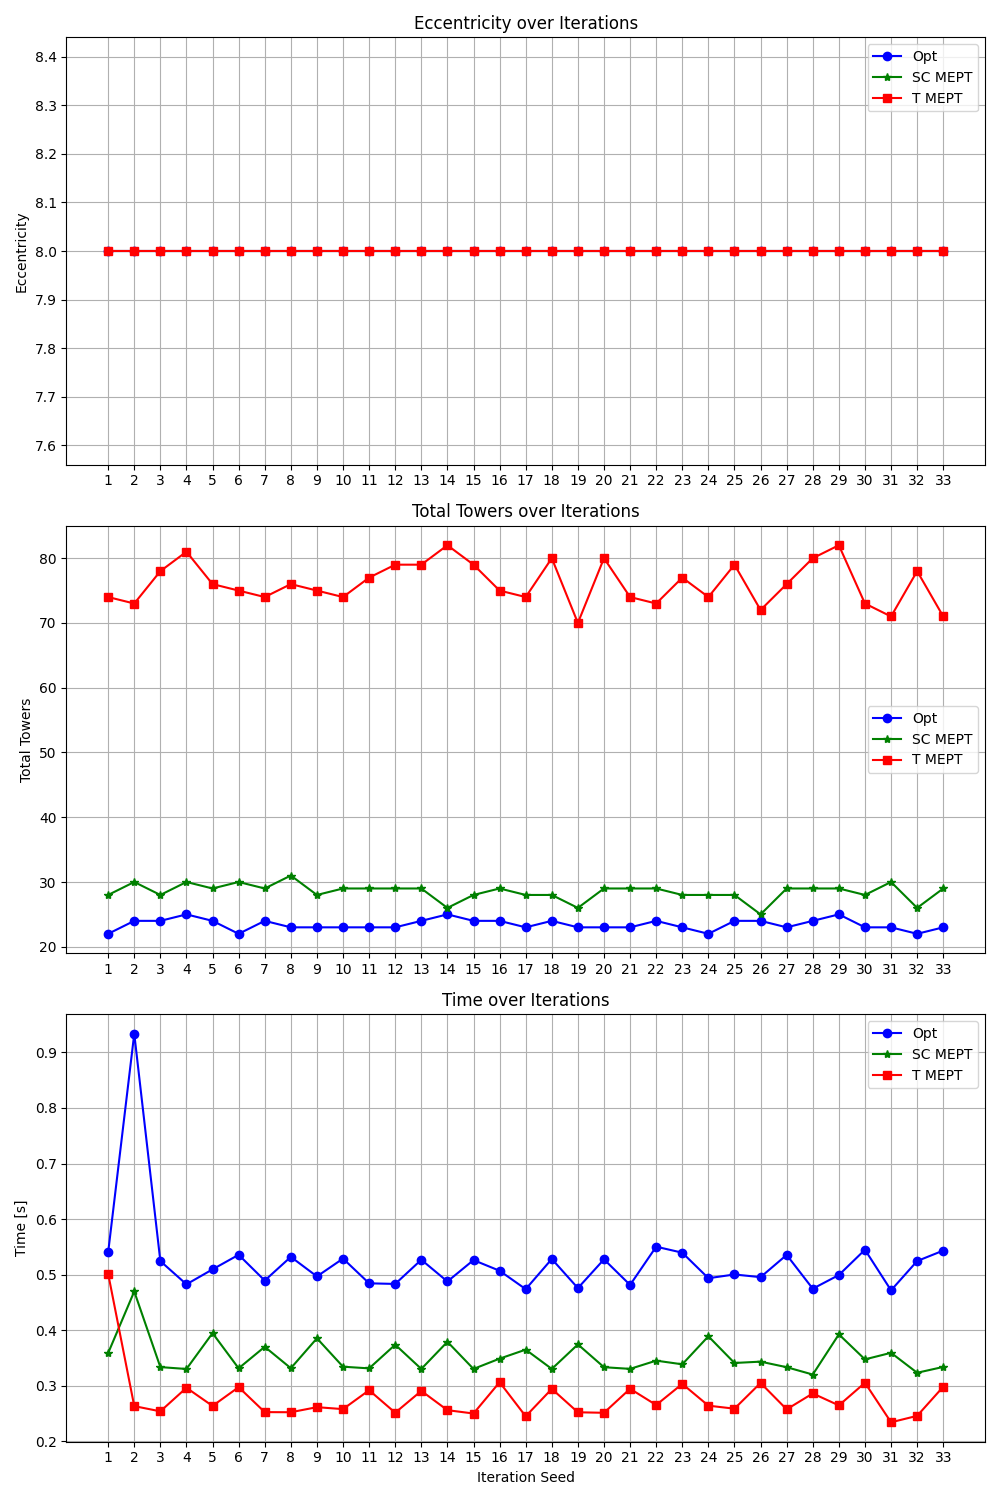 Eccentricity over Iterations
8.4
8.3
8.2
8.1
8.0
7.9
7.8
7.7
7.6
Eccentricity
Opt
SC MEPT
T MEPT
1 2 3 4 5 6 7 8 9 10 11 12 13 14 15 16 17 18 19 20 21 22 23 24 25 26 27 28 29 30 31 32 33
Total Towers over Iterations
80
70
60
50
40
30
20
Total Towers
Opt
SC MEPT
T MEPT
1 2 3 4 5 6 7 8 9 10 11 12 13 14 15 16 17 18 19 20 21 22 23 24 25 26 27 28 29 30 31 32 33
Time over Iterations
0.9
0.8
0.7
0.6
0.5
0.4
0.3
0.2
Time [s]
Opt
SC MEPT
T MEPT
1 2 3 4 5 6 7 8 9 10 11 12 13 14 15 16 17 18 19 20 21 22 23 24 25 26 27 28 29 30 31 32 33
Iteration Seed